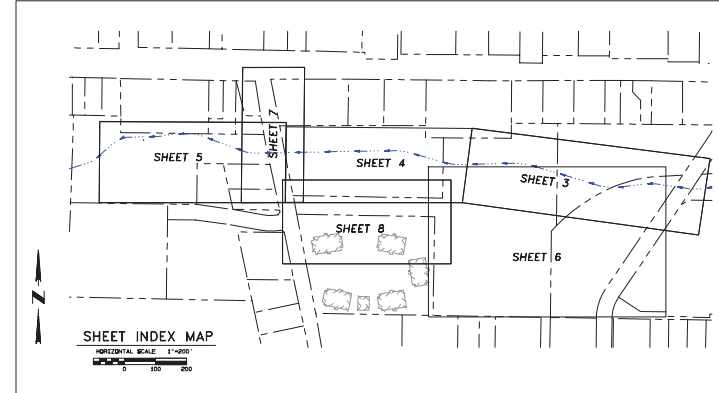 SHEET 7
SHEET 5
SHEET 4
SHEET 3
SHEET 8
SHEET 6
N
SHEET INDEX MAP
HORIZONTAL SCALE 1"=200'
0 100 200